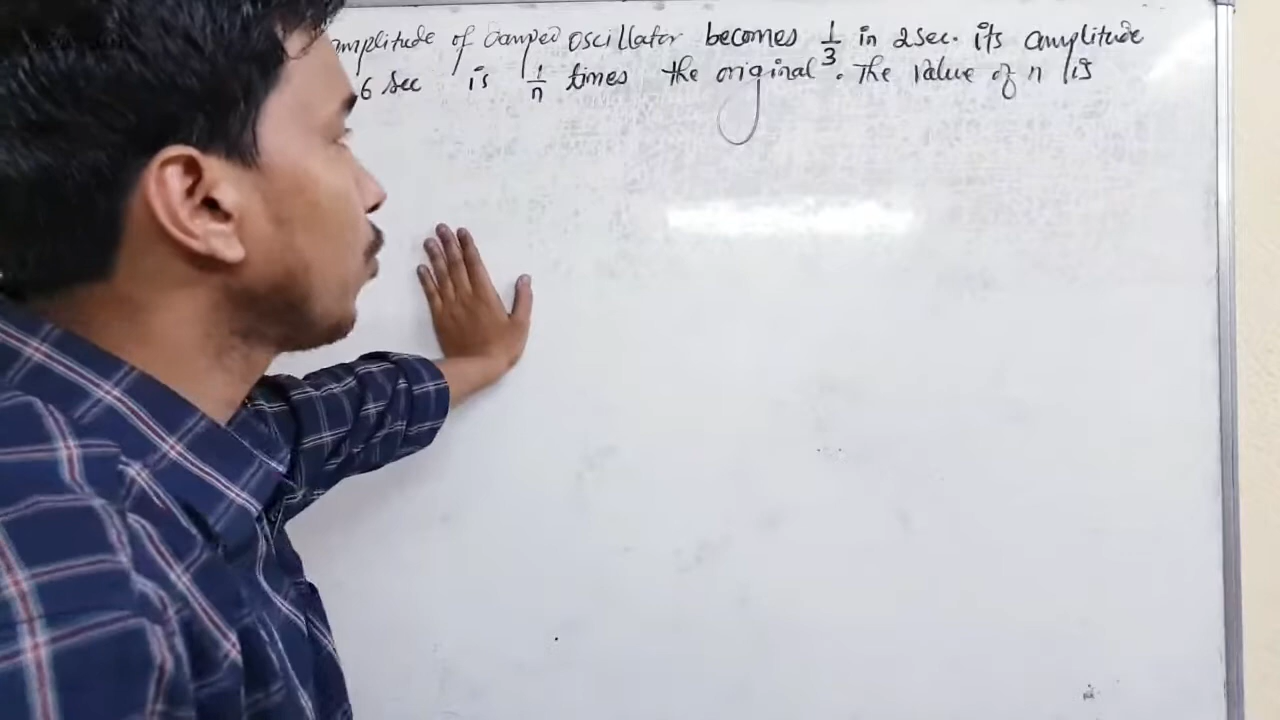 amplitude of Damped oscillator becomes 1/3 in 2sec. its amplitude
6 sec is 1/n times the original. The value of n is